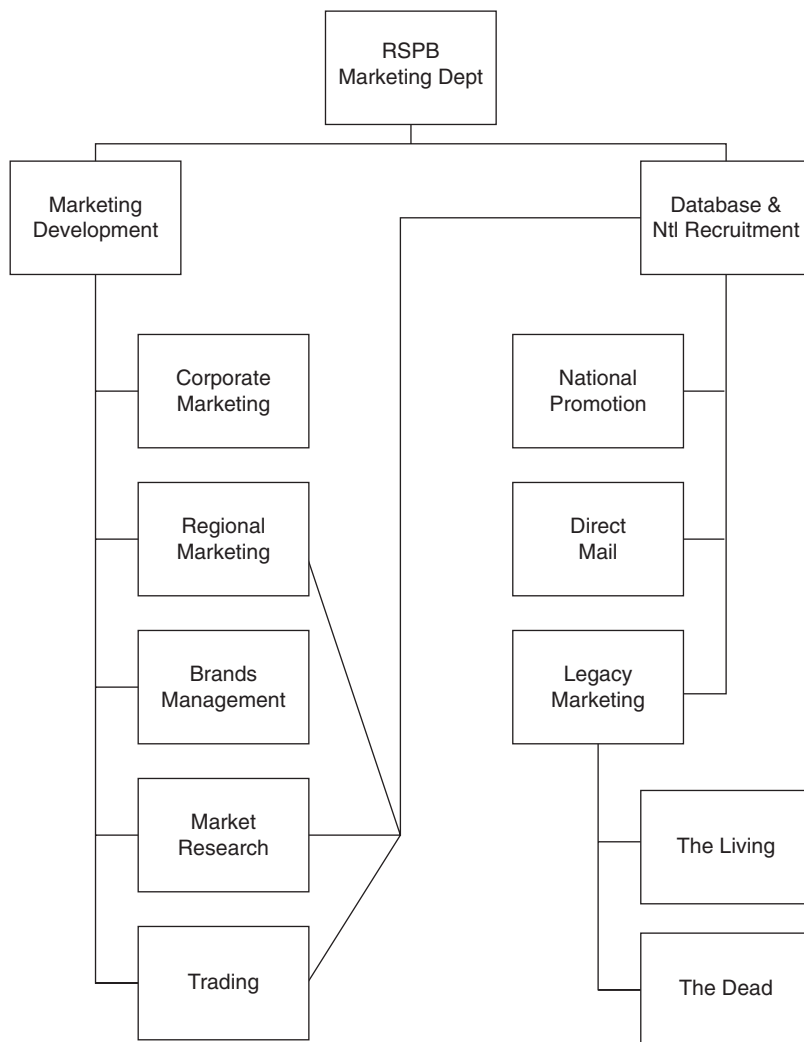 RSPB
Marketing Dept
Marketing
Development
Database &
Ntl Recruitment
Corporate
Marketing
National
Promotion
Regional
Marketing
Direct
Mail
Brands
Management
Legacy
Marketing
Market
Research
The Living
Trading
The Dead